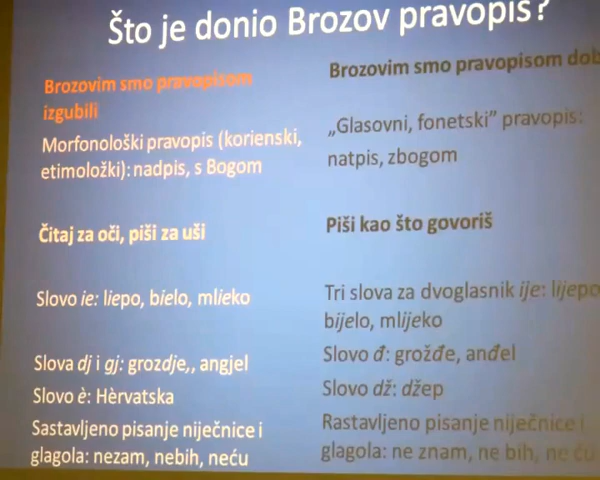 Što je donio Brozov pravopis?
Brozovim smo pravopisom
izgubili
Morfonološki pravopis (korienski,
etimoložki): nadpis, s Bogom
Čitaj za oči, piši za uši
Slovo ie: liepo, bielo, mlieko
Slova dj i gj: grozdje,, angjel
Slovo è: Hèrvatska
Sastavljeno pisanje niječnice i
glagola: nezam, nebih, neću
Brozovim smo pravopisom dob
„Glasovni, fonetski” pravopis:
natpis, zbogom
Piši kao što govoriš
Tri slova za dvoglasnik ije: lijepo
bijelo, mlijeko
Slovo đ: grožđe, anđel
Slovo dž: džep
Rastavljeno pisanje niječnice i
glagola: ne znam, ne bih, ne ću